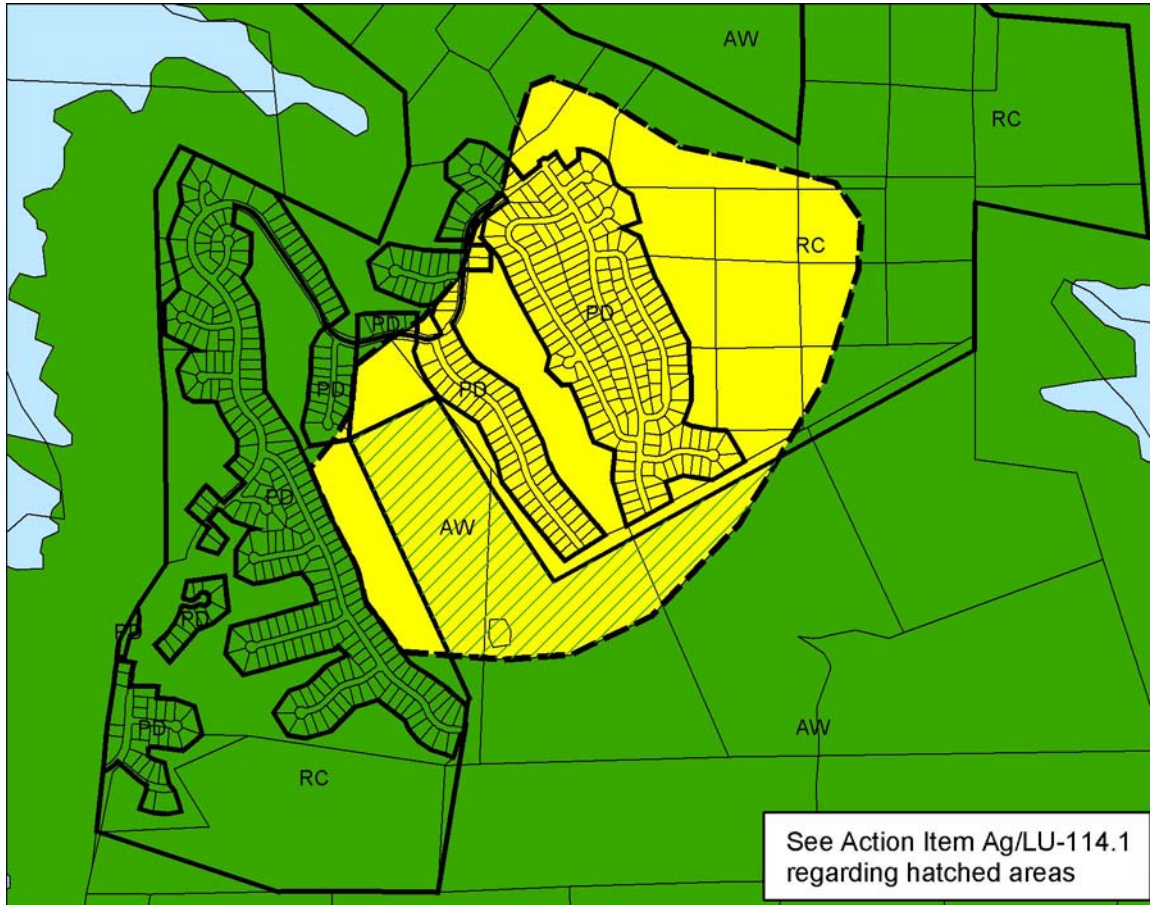 AW
RC
RC
PD
PD
PD
PD
PD
AW
PD
PD
PD
AW
RC
See Action Item Ag/LU-114.1
regarding hatched areas